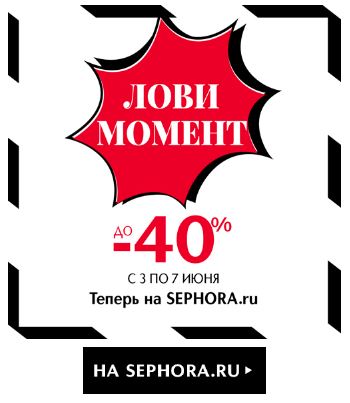 ЛОВИ
МОМЕНТ
ДО
-40%
С 3 ПО 7 ИЮНЯ
Теперь на SEPHORA.ru
НА SEPHORA.RU